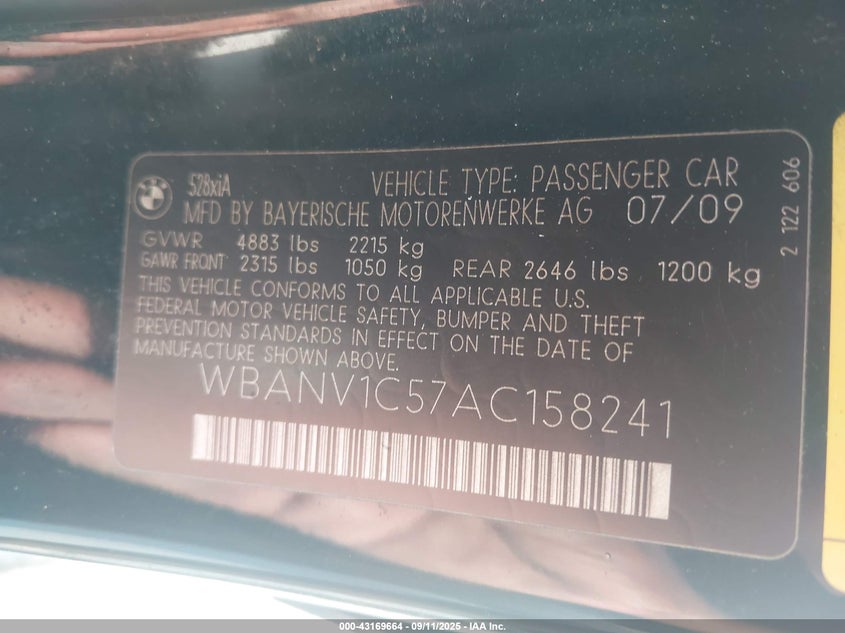 528xiA
VEHICLE TYPE: PASSENGER CAR
MFD BY BAYERISCHE MOTORENWERKE AG 07/09
GVWR 4883 lbs 2215 kg
GAWR FRONT: 2315 lbs 1050 kg REAR 2646 lbs 1200 kg
THIS VEHICLE CONFORMS TO ALL APPLICABLE U.S.
FEDERAL MOTOR VEHICLE SAFETY, BUMPER AND THEFT
PREVENTION STANDARDS IN EFFECT ON THE DATE OF
MANUFACTURE SHOWN ABOVE.
WBANV1C57AC158241
2 122 606
000-43169664 - 09/11/2025 - IAA Inc.